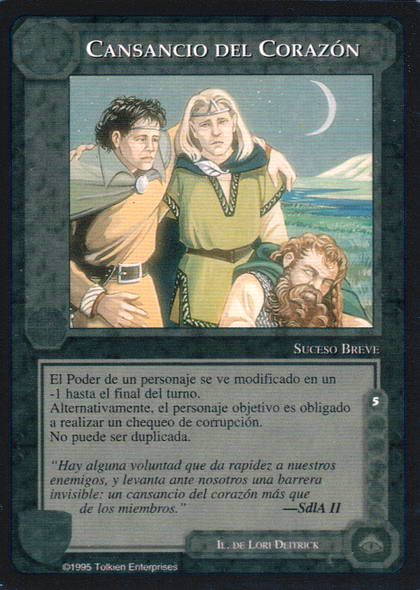 CANSANCIO DEL CORAZÓN
SUCESO BREVE
El Poder de un personaje se ve modificado en un
-1 hasta el final del turno.
Alternativamente, el personaje objetivo es obligado
a realizar un chequeo de corrupción.
No puede ser duplicada.
5
"Hay alguna voluntad que da rapidez a nuestros
enemigos, y levanta ante nosotros una barrera
invisible: un cansancio del corazón más que
de los miembros." —SdlA II
IL. DE LORI DEITRICK
©1995 Tolkien Enterprises